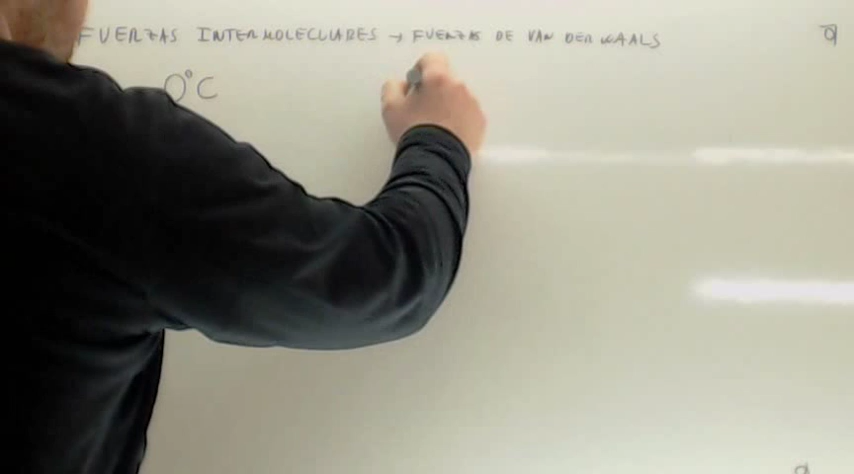 FUERZAS INTERMOLECULARES → FUERZAS DE VAN DER WAALS
0°C